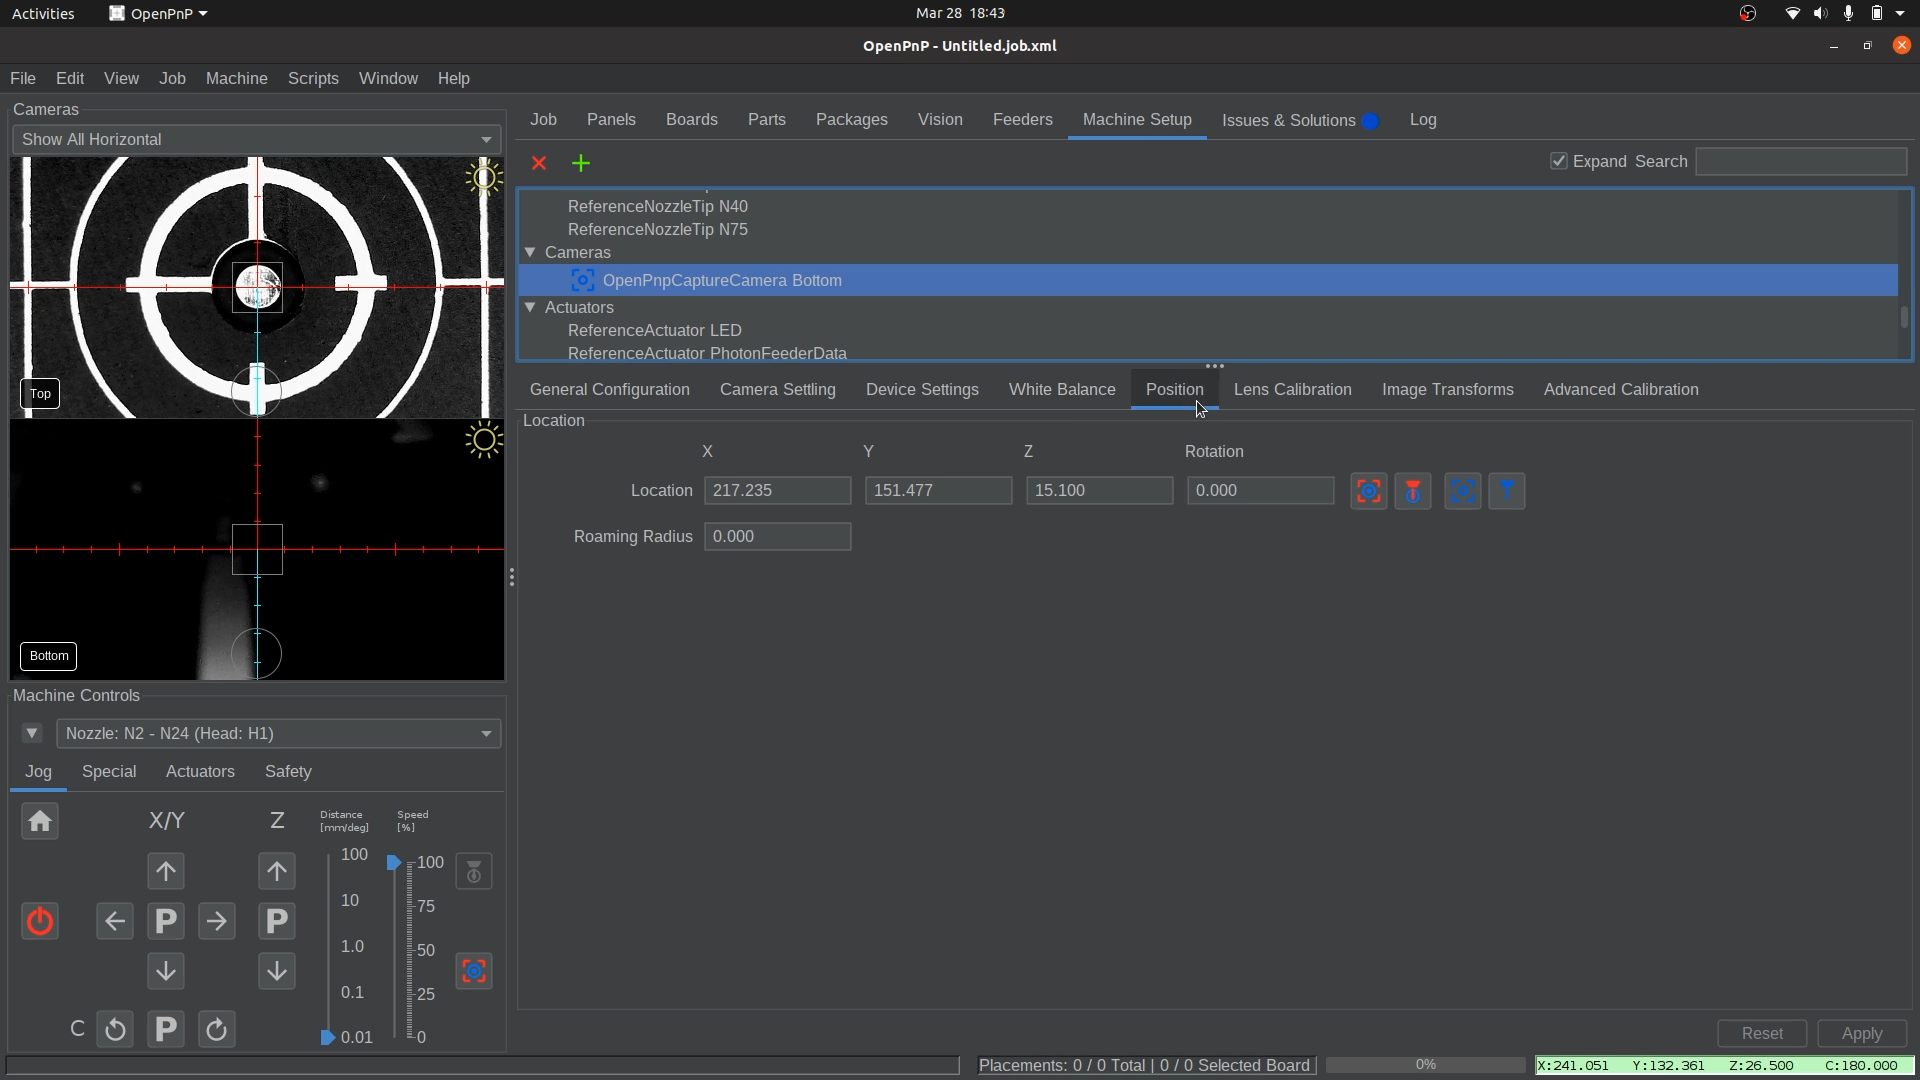 Activities OpenPnP Mar 28 18:43
OpenPnP - Untitled.job.xml
File Edit View Job Machine Scripts Window Help
Cameras
Show All Horizontal
Top
Bottom
Machine Controls
Nozzle: N2 - N24 (Head: H1)
Jog Special Actuators Safety
X/Y Z Distance [mm/deg] Speed [%]
100 100
10
75
P P
1.0
50
0.1
25
C P
0.01
0
Job Panels Boards Parts Packages Vision Feeders Machine Setup Issues & Solutions Log
Expand Search
ReferenceNozzleTip N40
ReferenceNozzleTip N75
Cameras
OpenPnpCaptureCamera Bottom
Actuators
ReferenceActuator LED
ReferenceActuator PhotonFeederData
General Configuration Camera Settling Device Settings White Balance Position Lens Calibration Image Transforms Advanced Calibration
Location
X Y Z Rotation
Location 217.235 151.477 15.100 0.000
Roaming Radius 0.000
Reset Apply
Placements: 0 / 0 Total | 0 / 0 Selected Board 0% X:241.051 Y:132.361 Z:26.500 C:180.000